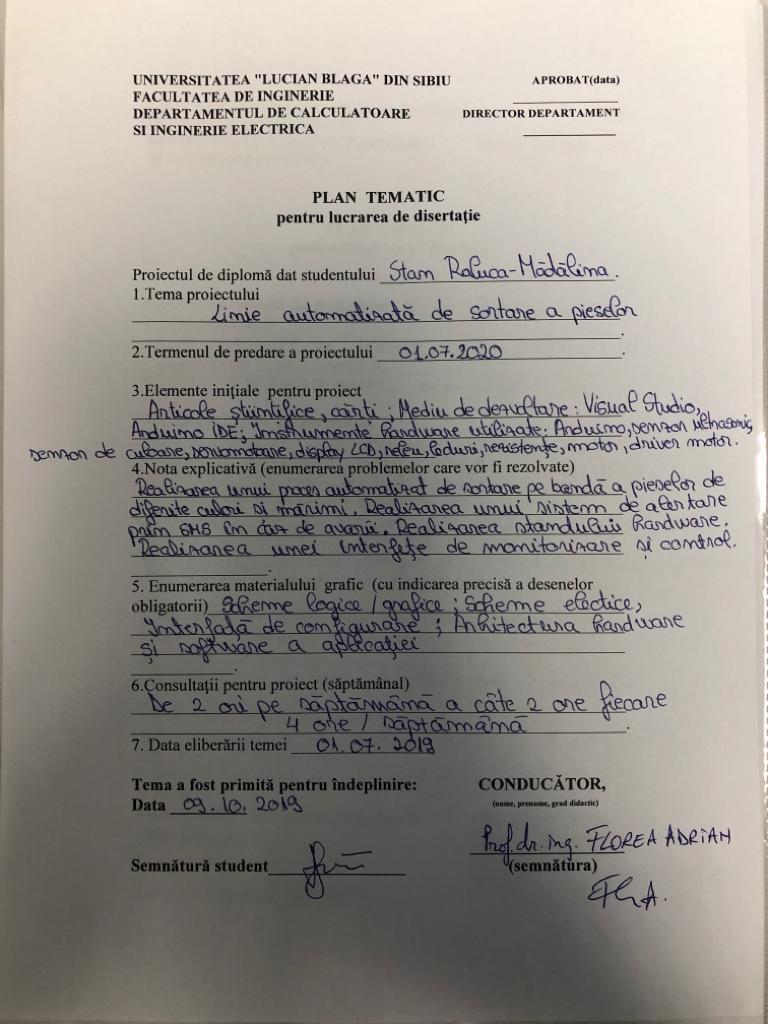 UNIVERSITATEA "LUCIAN BLAGA" DIN SIBIU
APROBAT(data)
FACULTATEA DE INGINERIE
DEPARTAMENTUL DE CALCULATOARE
DIRECTOR DEPARTAMENT
SI INGINERIE ELECTRICA
PLAN TEMATIC
pentru lucrarea de disertație
Proiectul de diplomă dat studentului Stam Raluca-Mădălina.
1.Tema proiectului
Linie automatizată de sortare a pieselor
2.Termenul de predare a proiectului 01.07.2020.
3.Elemente inițiale pentru proiect
Articole științifice, cărți; Mediu de dezvoltare: Visual Studio,
Arduino IDE; Instrumente hardware utilizate: Arduino, senzor ultrasonic,
senzor de culoare, servomotoare, display LCD, releu, leduri, rezistențe, motor, driver motor.
4.Nota explicativă (enumerarea problemelor care vor fi rezolvate)
Realizarea unui proces automatizat de sortare pe bandă a pieselor de
diferite culori si mărimi. Realizarea unui sistem de alertare
prin SMS în caz de avarii. Realizarea standului hardware.
Realizarea unei interfețe de monitorizare și control.
5. Enumerarea materialului grafic (cu indicarea precisă a desenelor
obligatorii) Scheme logice / grafice; Scheme electice,
Interfață de configurare; Arhitectura hardware
și software a aplicației
6.Consultații pentru proiect (săptămânal)
De 2 ori pe săptămână a câte 2 ore fiecare
4 ore / săptămână.
7. Data eliberării temei 01.07.2019
Tema a fost primită pentru îndeplinire:
CONDUCĂTOR,
Data 09.10.2019
(nume, prenume, grad didactic)
Prof. dr. ing. FLOREA ADRIAN
Semnătură student
(semnătura)